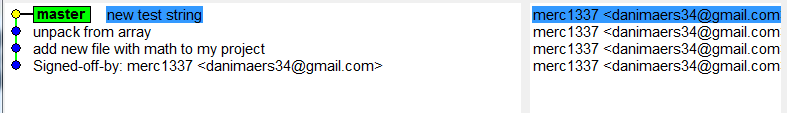 master new test string merc1337 <danimaers34@gmail.com
unpack from array merc1337 <danimaers34@gmail.com
add new file with math to my project merc1337 <danimaers34@gmail.com
Signed-off-by: merc1337 <danimaers34@gmail.com> merc1337 <danimaers34@gmail.com